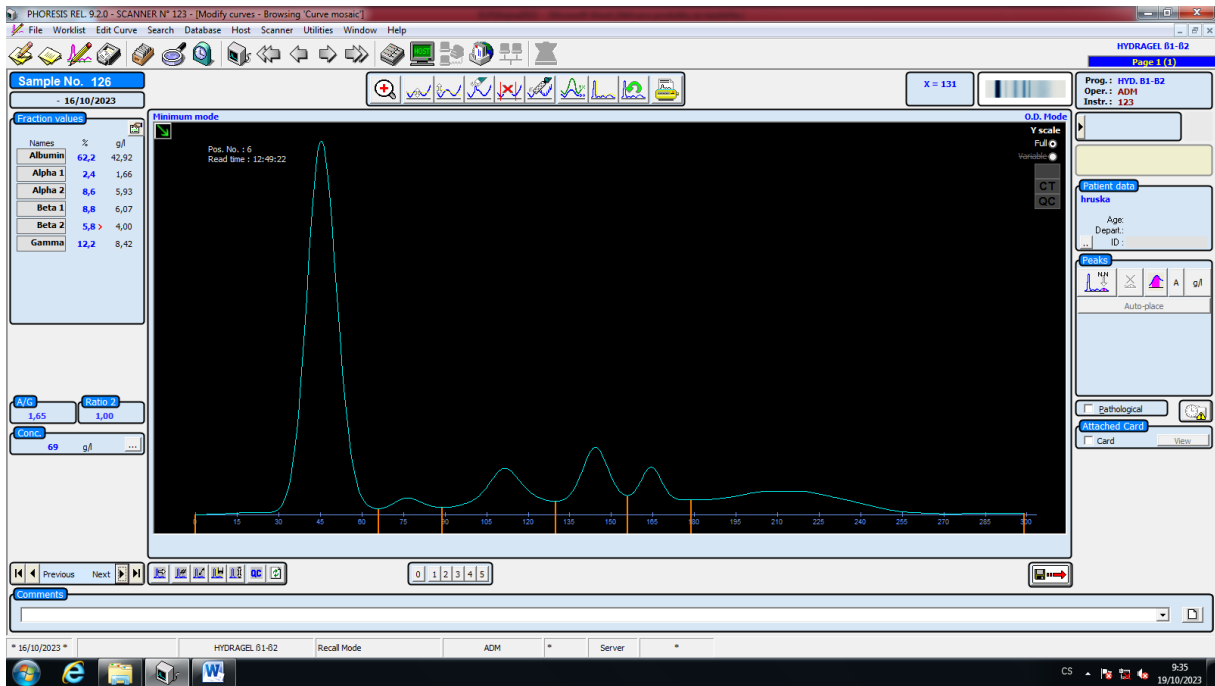 PHORESIS REL. 9.2.0 - SCANNER N° 123 - [Modify curves - Browsing 'Curve mosaic']
File Worklist Edit Curve Search Database Host Scanner Utilities Window Help
HOST
HYDRAGEL ß1-ß2
Page 1 (1)
Sample No. 126
- 16/10/2023
X = 131
Prog.: HYD. B1-B2
Oper.: ADM
Instr.: 123
Fraction values
Names % g/l
Albumin 62,2 42,92
Alpha 1 2,4 1,66
Alpha 2 8,6 5,93
Beta 1 8,8 6,07
Beta 2 5,8 > 4,00
Gamma 12,2 8,42
A/G
1,65
Ratio 2
1,00
Conc.
69 g/l ...
Minimum mode
O.D. Mode
Pos. No. : 6
Read time : 12:49:22
Y scale
Full
Variable
CT
QC
0 15 30 45 60 75 90 105 120 135 150 165 180 195 210 225 240 255 270 285 300
Patient data
hruska
Age:
Depart.:
... ID :
Peaks
A g/l
Auto-place
Pathological
Attached Card
Card View
Previous Next
QC
0 1 2 3 4 5
Comments
* 16/10/2023 * HYDRAGEL ß1-ß2 Recall Mode ADM * Server *
CS
9:35
19/10/2023